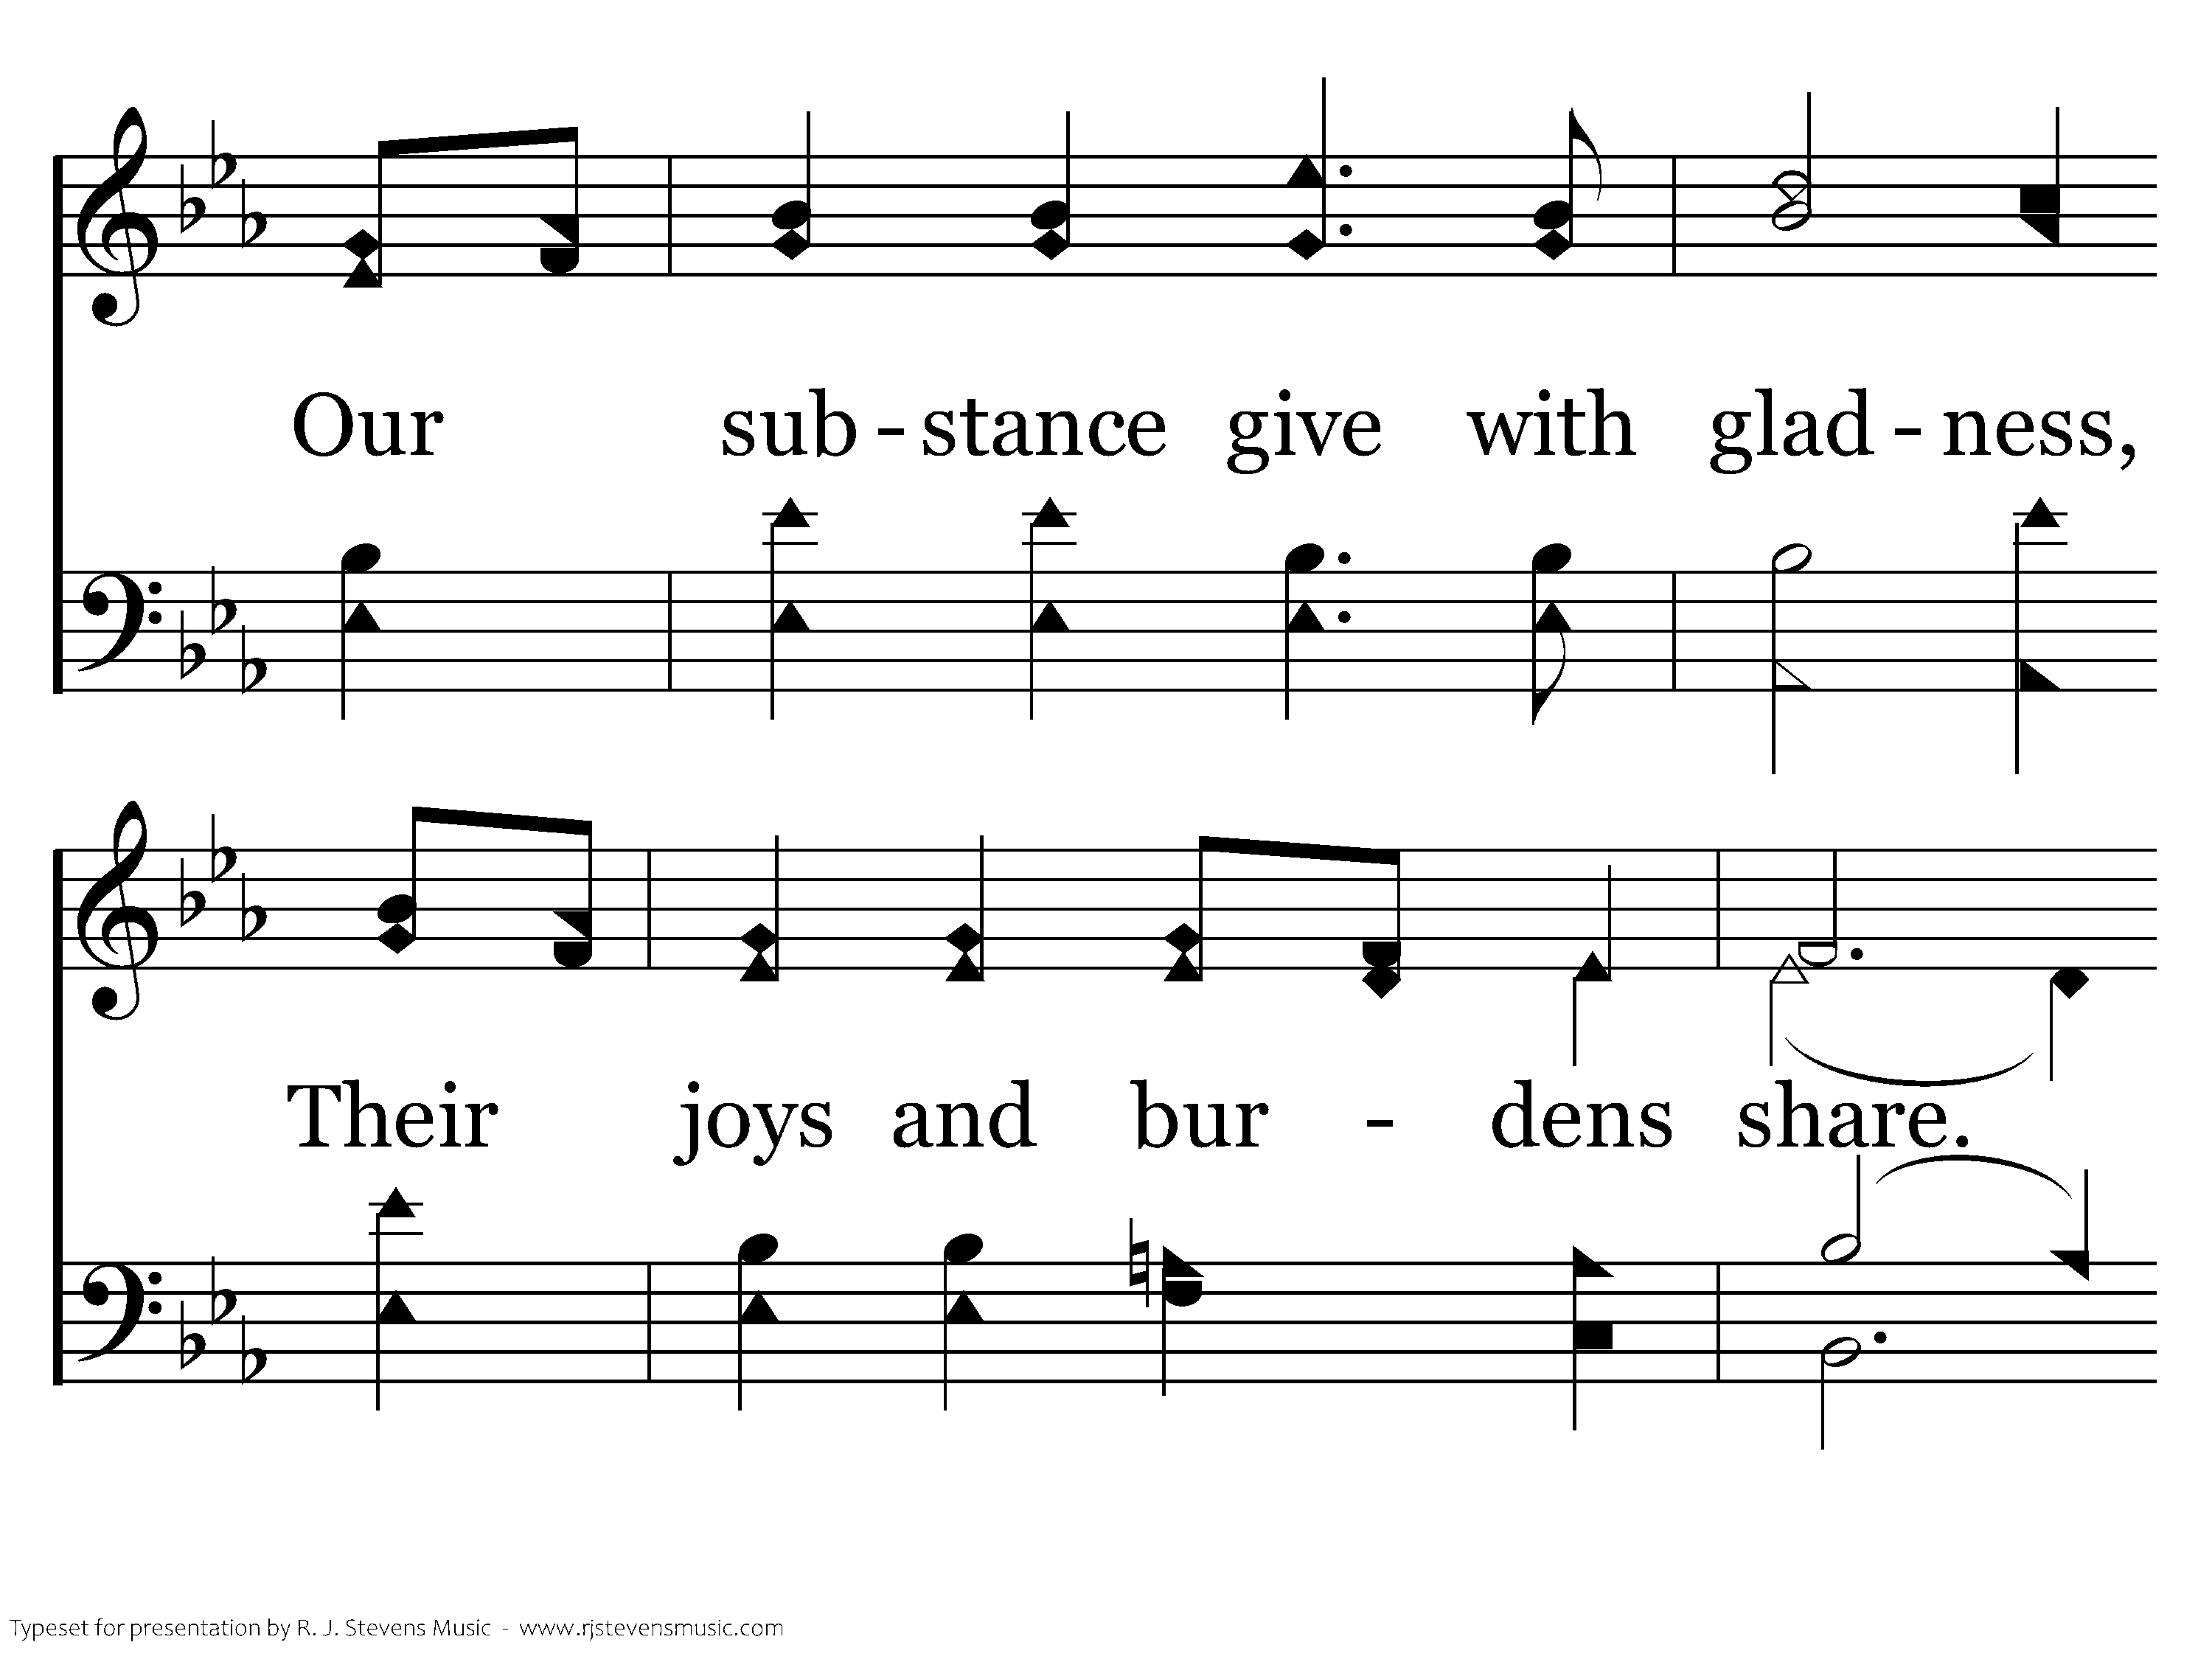 Our sub - stance give with glad - ness,
Their joys and bur - dens share.
Typeset for presentation by R. J. Stevens Music - www.rjstevensmusic.com